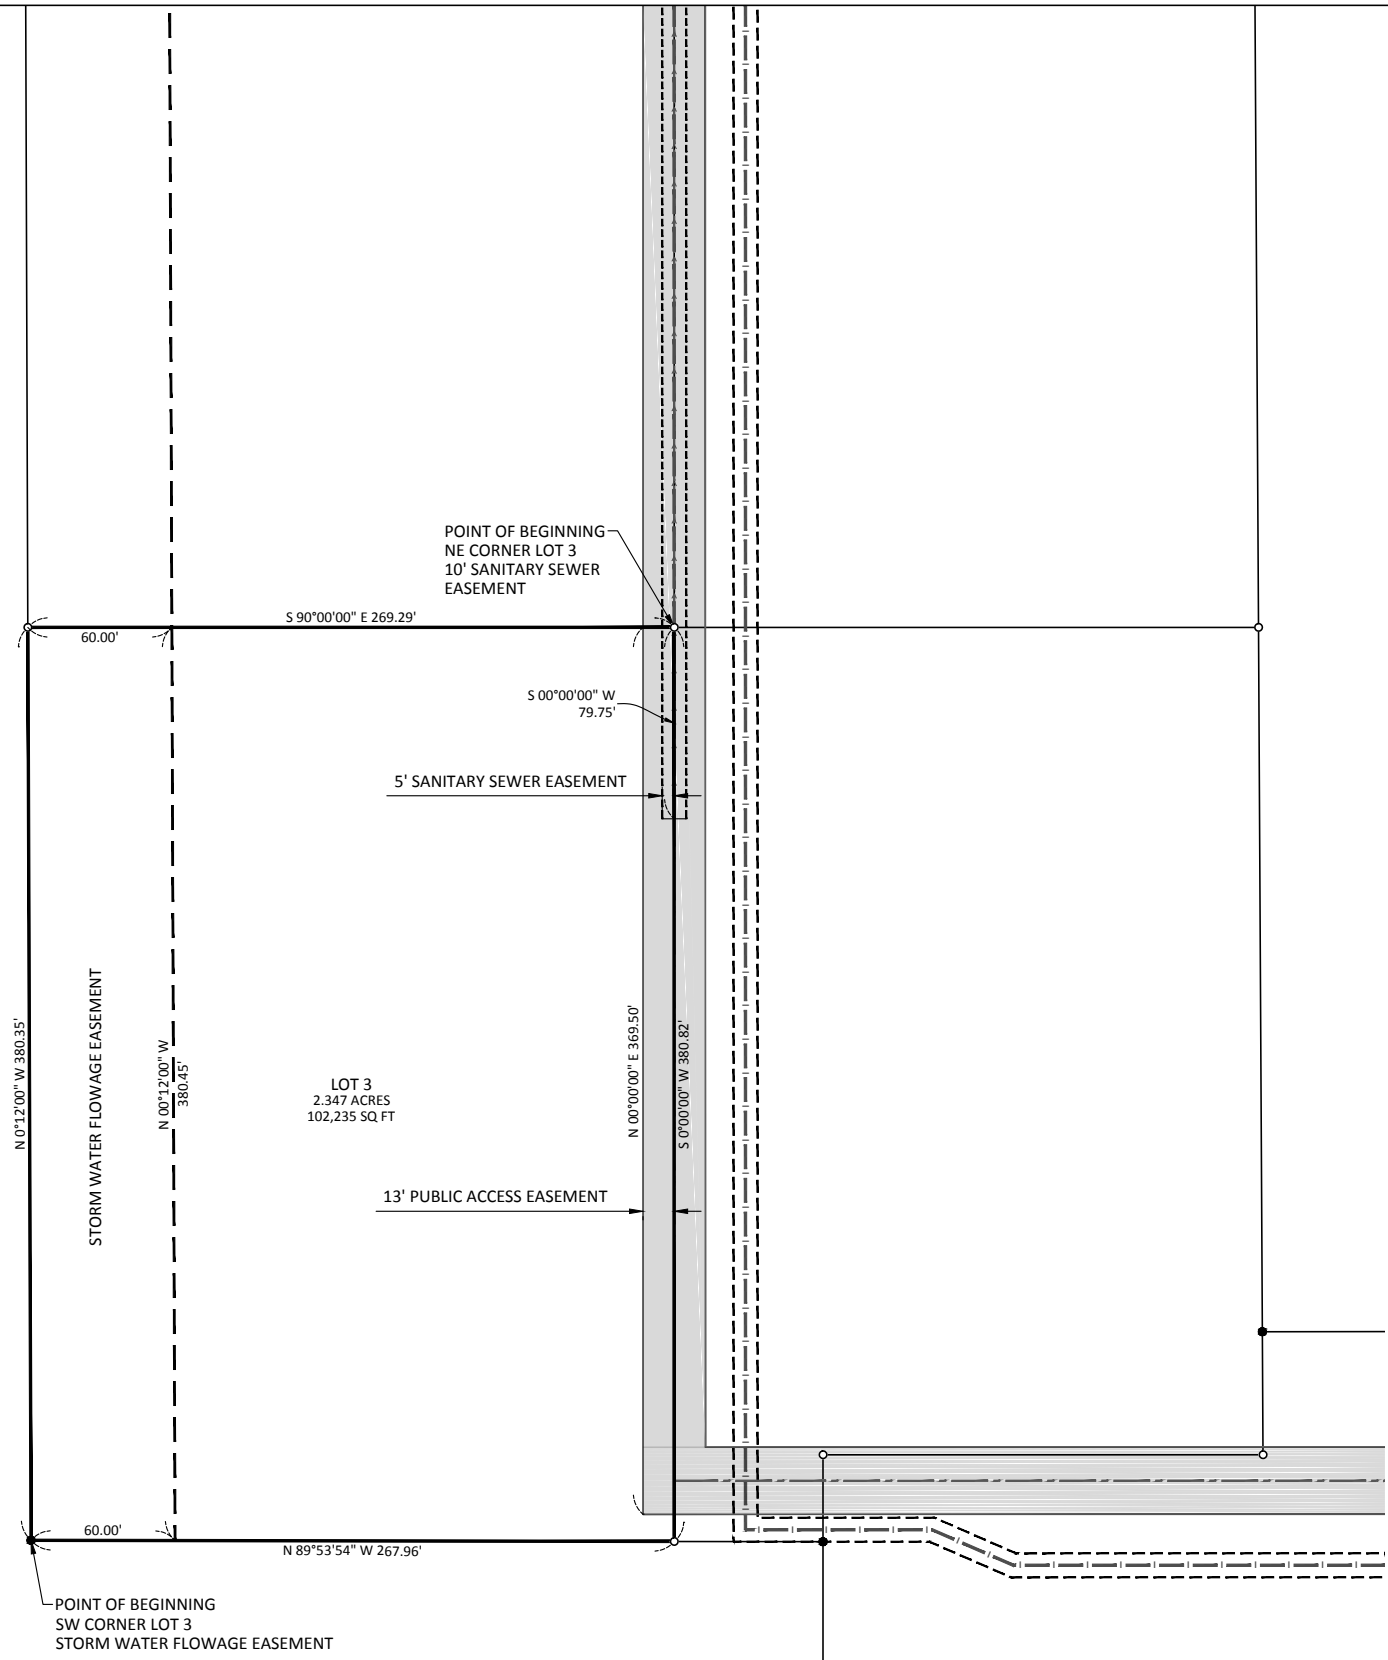 POINT OF BEGINNING
NE CORNER LOT 3
10' SANITARY SEWER
EASEMENT
S 90°00'00" E 269.29'
60.00'
S 00°00'00" W
79.75'
5' SANITARY SEWER EASEMENT
N 0°12'00" W 380.35'
STORM WATER FLOWAGE EASEMENT
N 00°12'00" W
380.45'
LOT 3
2.347 ACRES
102,235 SQ FT
N 00°00'00" E 369.50'
S 0°00'00" W 380.82'
13' PUBLIC ACCESS EASEMENT
60.00'
N 89°53'54" W 267.96'
POINT OF BEGINNING
SW CORNER LOT 3
STORM WATER FLOWAGE EASEMENT